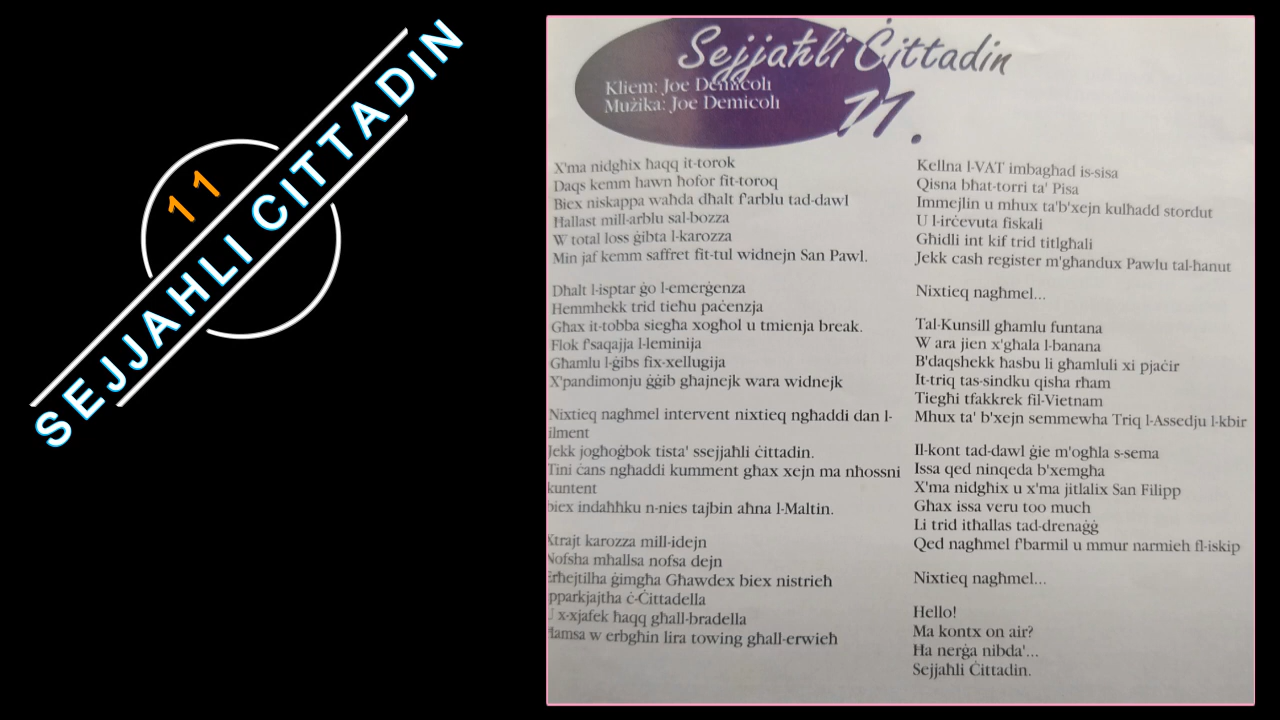 11
SEJJAHLI CITTADIN
Sejjaħli Ċittadin
Kliem: Joe Demicoli
Mużika: Joe Demicoli
11.
X'ma nidgħix ħaqq it-torok
Daqs kemm hawn ħofor fit-toroq
Biex niskappa waħda dħalt f'arblu tad-dawl
Ħallast mill-arblu sal-bozza
W total loss ġibta l-karozza
Min jaf kemm saffret fit-tul widnejn San Pawl.
Dħalt l-isptar ġo l-emerġenza
Hemmhekk trid tieħu paċenzja
Għax it-tobba siegħa xogħol u tmienja break.
Flok f'saqajja l-leminija
Għamlu l-ġibs fix-xellugija
X'pandimonju ġġib għajnejk wara widnejk
Nixtieq nagħmel intervent nixtieq ngħaddi dan l-
ilment
Jekk jogħoġbok tista' ssejjaħli ċittadin.
Tini ċans ngħaddi kumment għax xejn ma nħossni
kuntent
biex indaħħku n-nies tajbin aħna l-Maltin.
Xtrajt karozza mill-idejn
Nofsha mħallsa nofsa dejn
Erħejtilha ġimgħa Għawdex biex nistrieħ
pparkjajtha ċ-Ċittadella
U x-xjafek ħaqq għall-bradella
Ħamsa w erbgħin lira towing għall-erwieħ
Kellna l-VAT imbagħad is-sisa
Qisna bħat-torri ta' Pisa
Immejlin u mhux ta'b'xejn kulħadd stordut
U l-irċevuta fiskali
Għidli int kif trid titlgħali
Jekk cash register m'għandux Pawlu tal-ħanut
Nixtieq nagħmel...
Tal-Kunsill għamlu funtana
W ara jien x'għala l-banana
B'daqshekk ħasbu li għamluli xi pjaċir
It-triq tas-sindku qisha rħam
Tiegħi tfakkrek fil-Vietnam
Mhux ta' b'xejn semmewha Triq l-Assedju l-kbir
Il-kont tad-dawl ġie m'ogħla s-sema
Issa qed ninqeda b'xemgħa
X'ma nidgħix u x'ma jitlalix San Filipp
Għax issa veru too much
Li trid itħallas tad-drenaġġ
Qed nagħmel f'barmil u mmur narmieh fl-iskip
Nixtieq nagħmel...
Hello!
Ma kontx on air?
Ħa nerġa nibda'...
Sejjaħli Ċittadin.